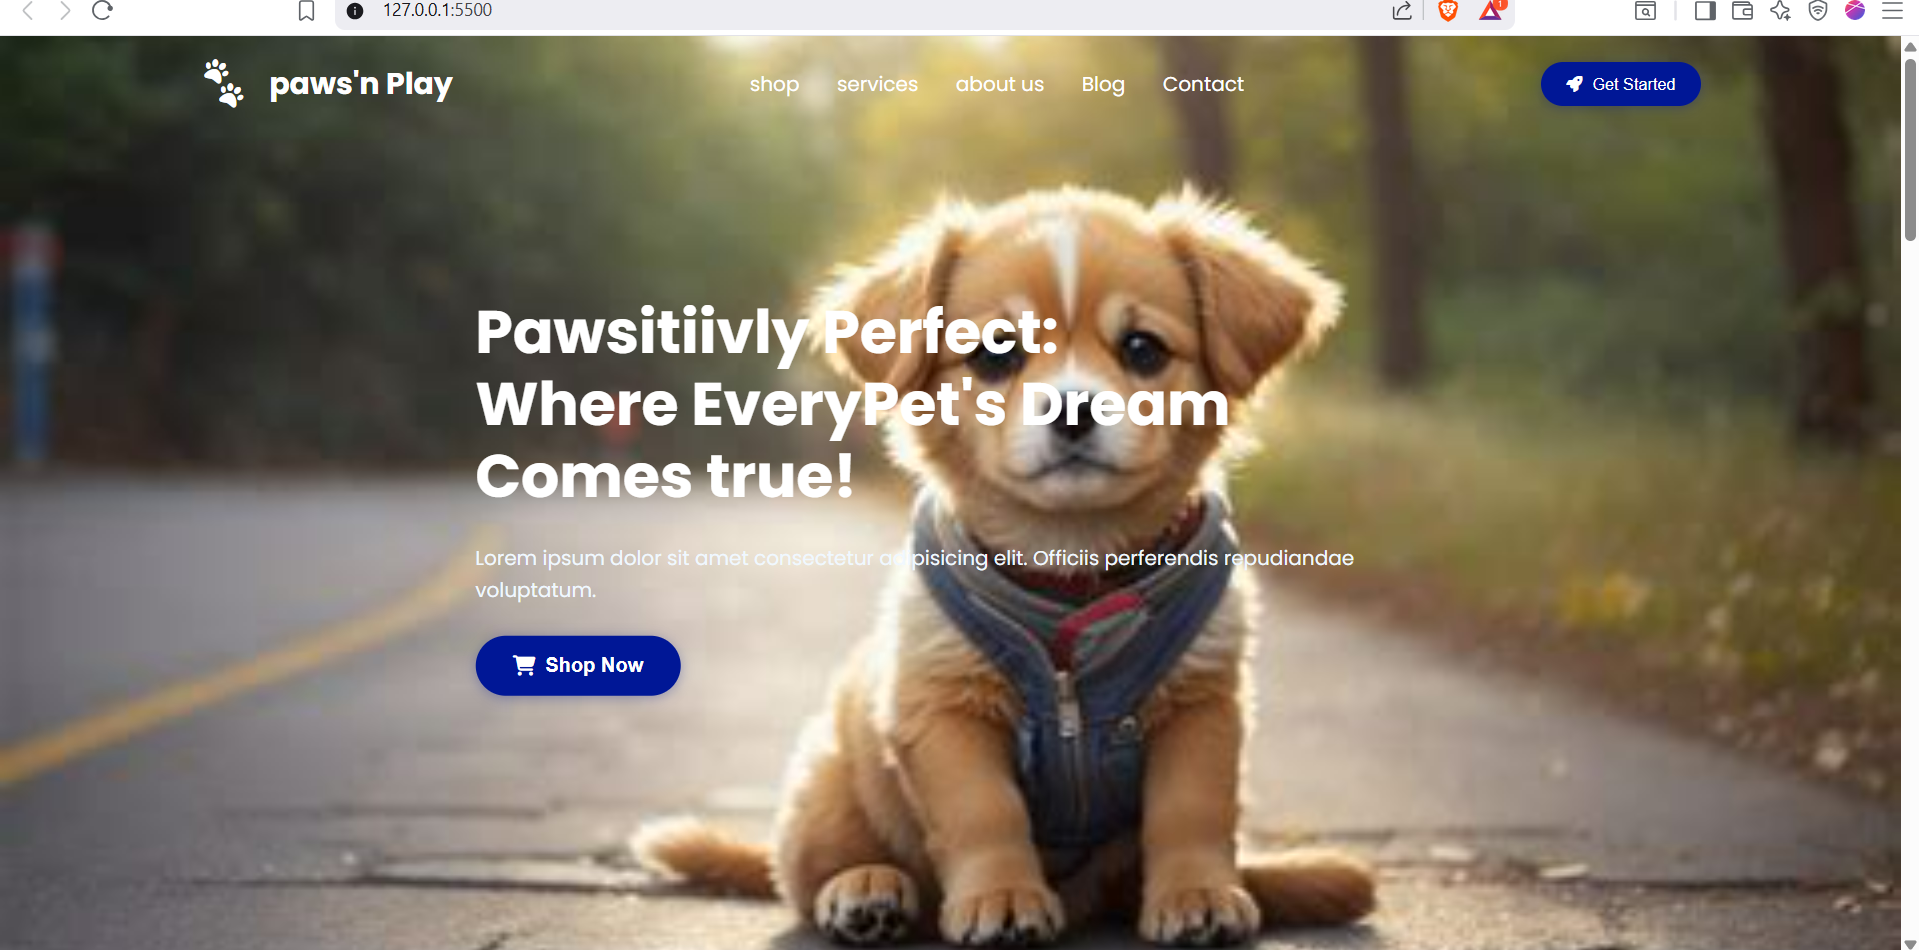 127.0.0.1:5500
1
paws'n Play
shop services about us Blog Contact
Get Started
Pawsitiivly Perfect:
Where EveryPet's Dream
Comes true!
Lorem ipsum dolor sit amet consectetur adipisicing elit. Officiis perferendis repudiandae
voluptatum.
Shop Now